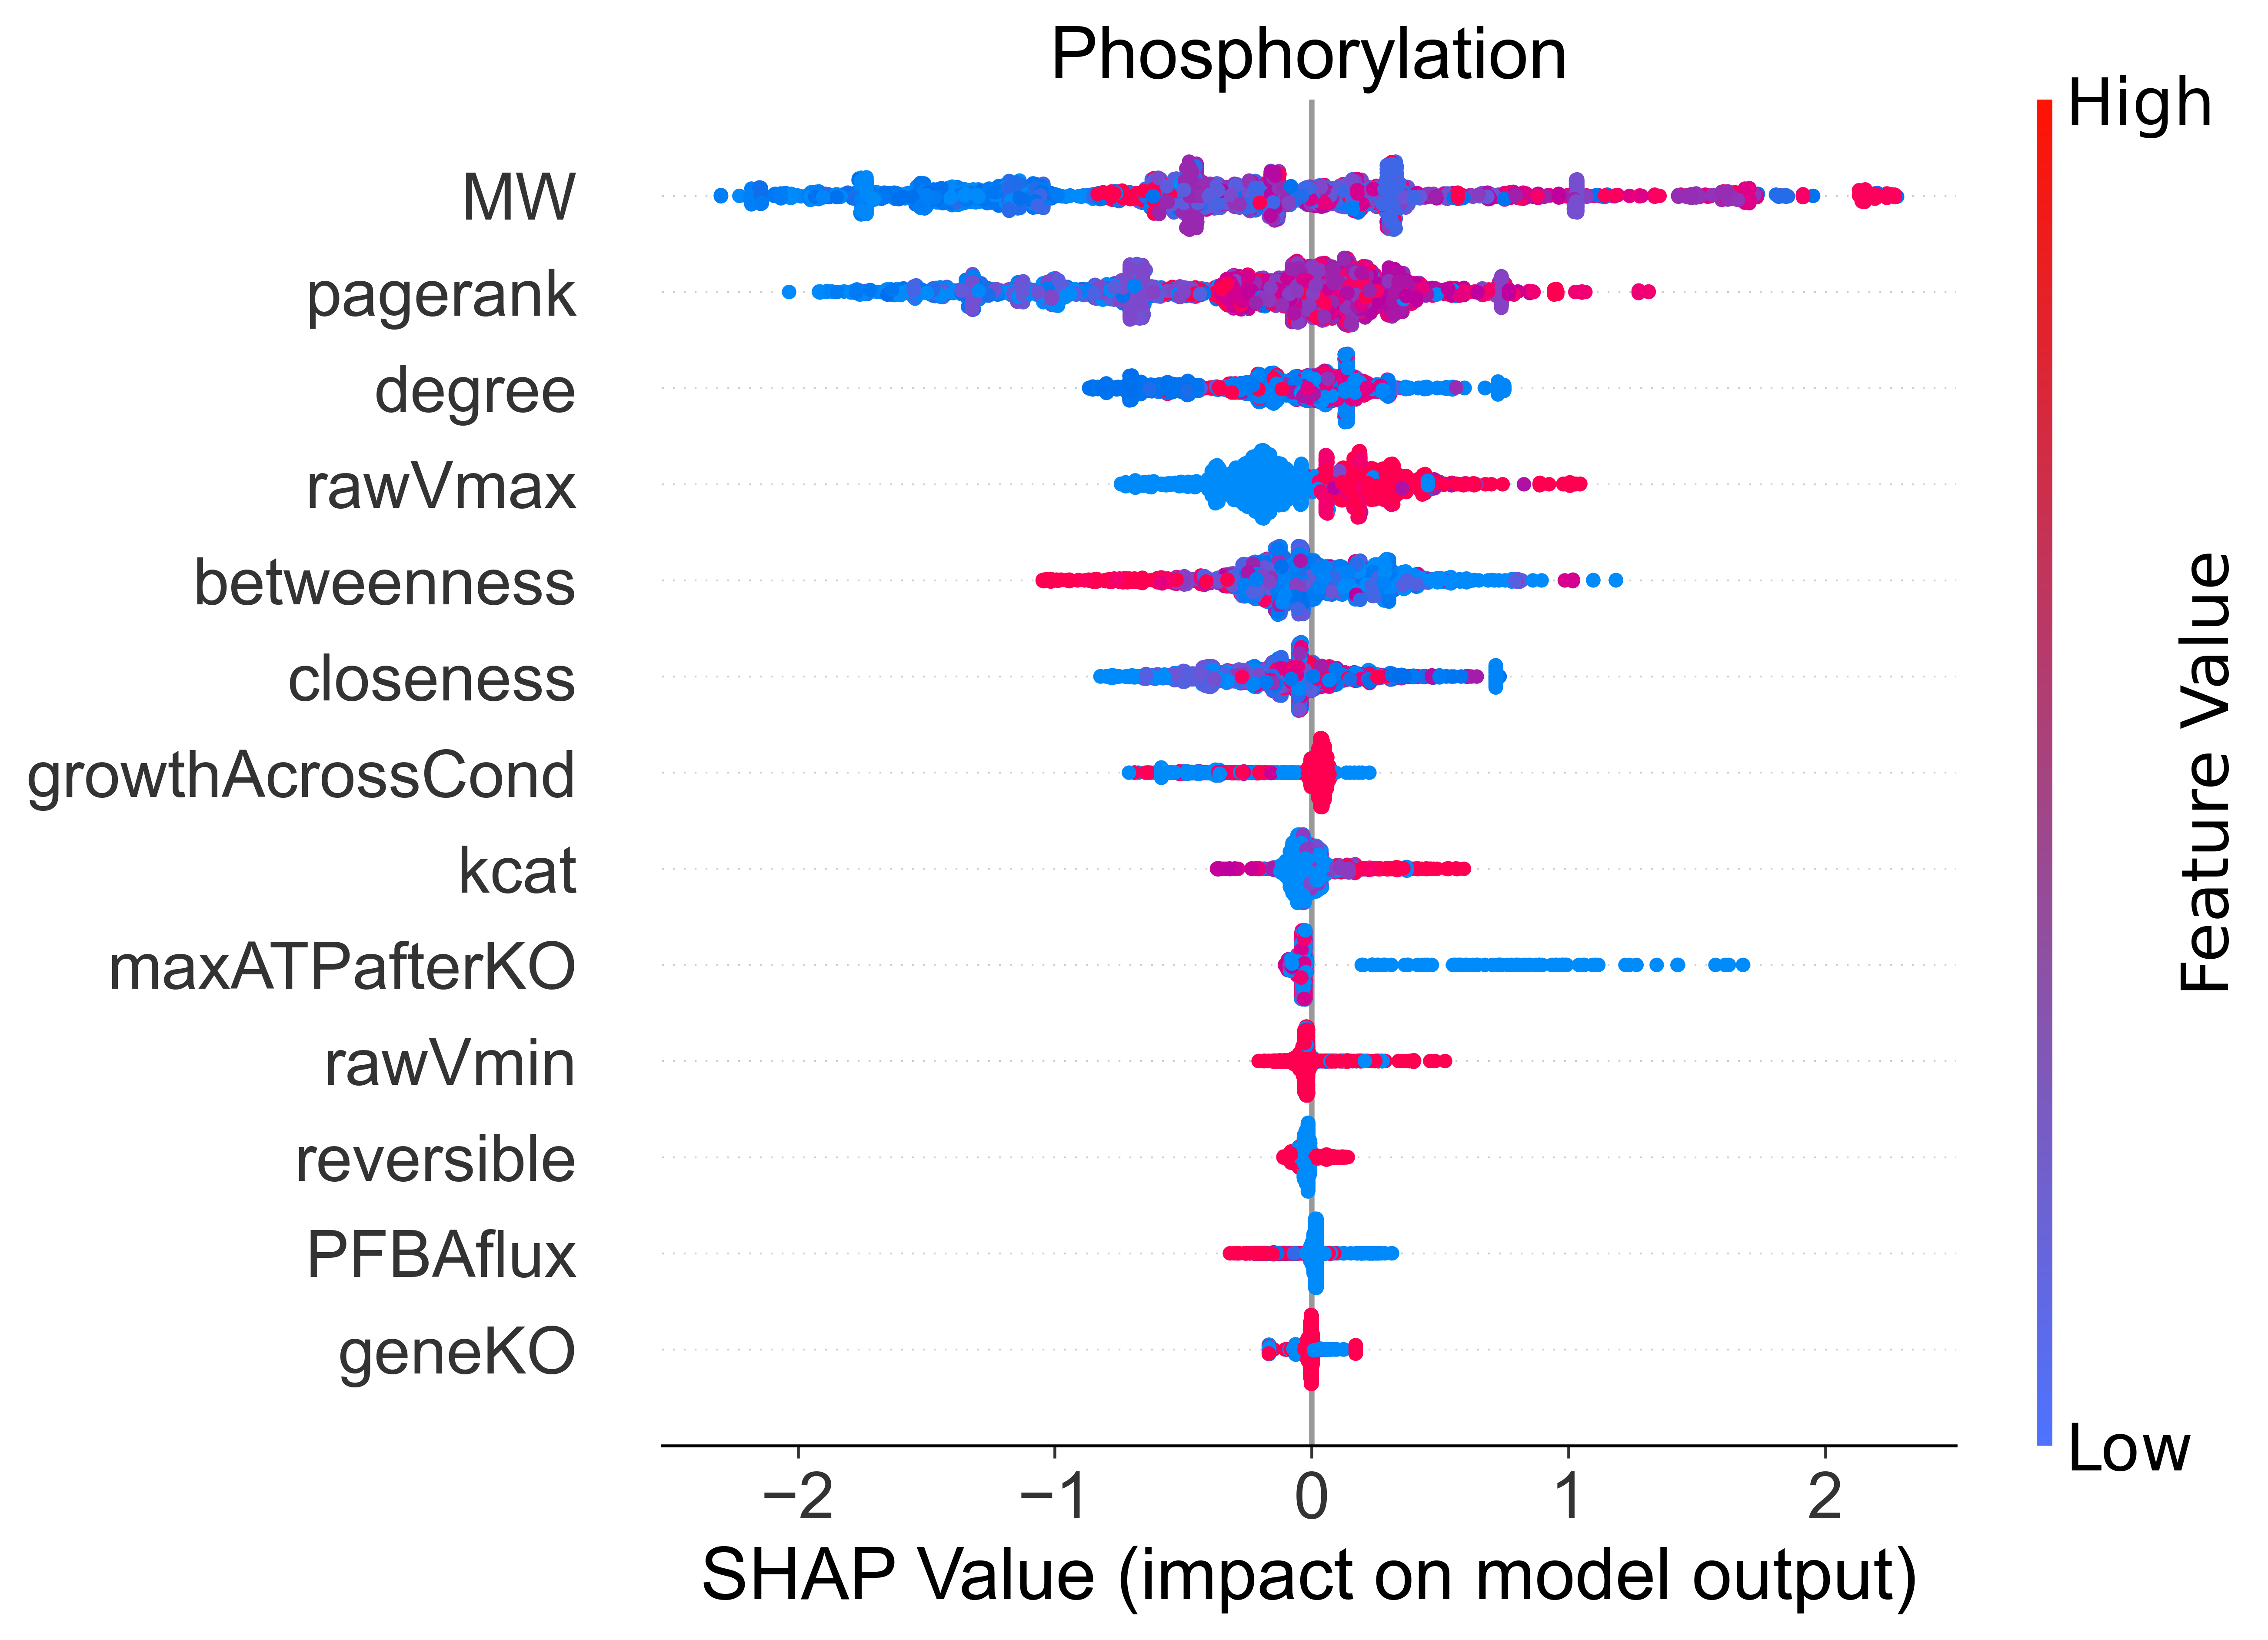 Phosphorylation
High
MW
pagerank
degree
rawVmax
betweenness
closeness
growthAcrossCond
kcat
maxATPafterKO
rawVmin
reversible
PFBAflux
geneKO
Feature Value
Low
−2 −1 0 1 2
SHAP Value (impact on model output)